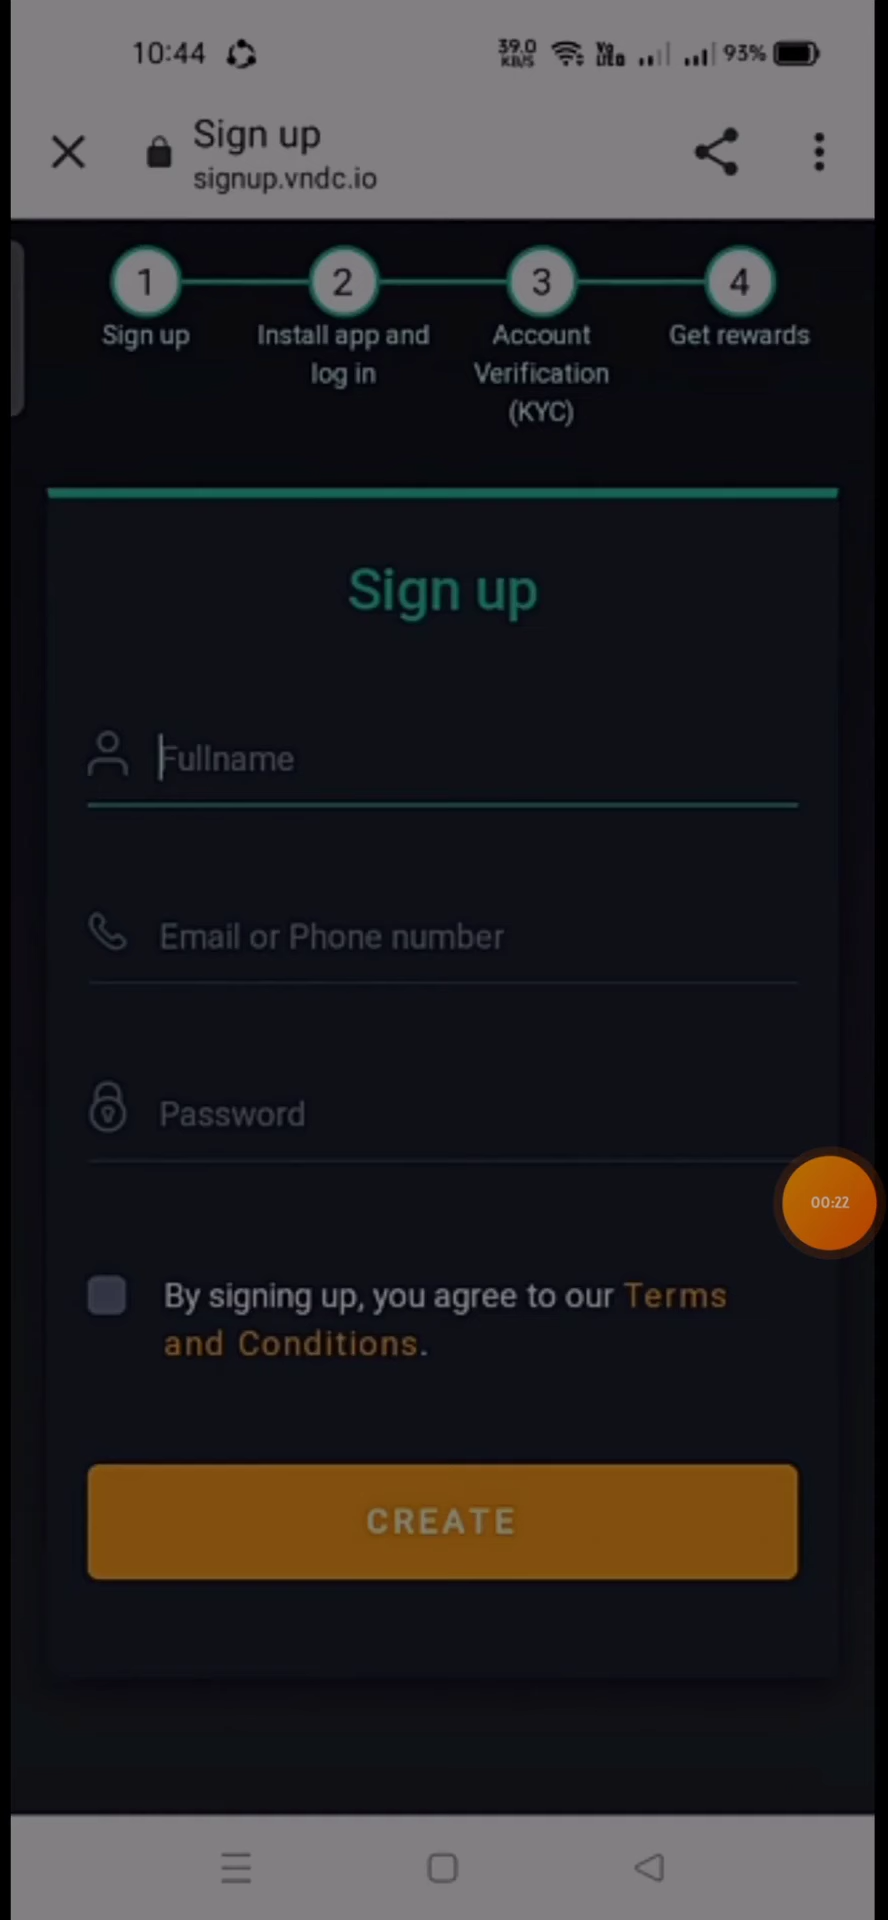 10:44
39.0 KB/S
93%
Sign up
signup.vndc.io
1 2 3 4
Sign up
Install app and
log in
Account
Verification
(KYC)
Get rewards
Sign up
Fullname
Email or Phone number
Password
00:22
By signing up, you agree to our Terms
and Conditions.
CREATE